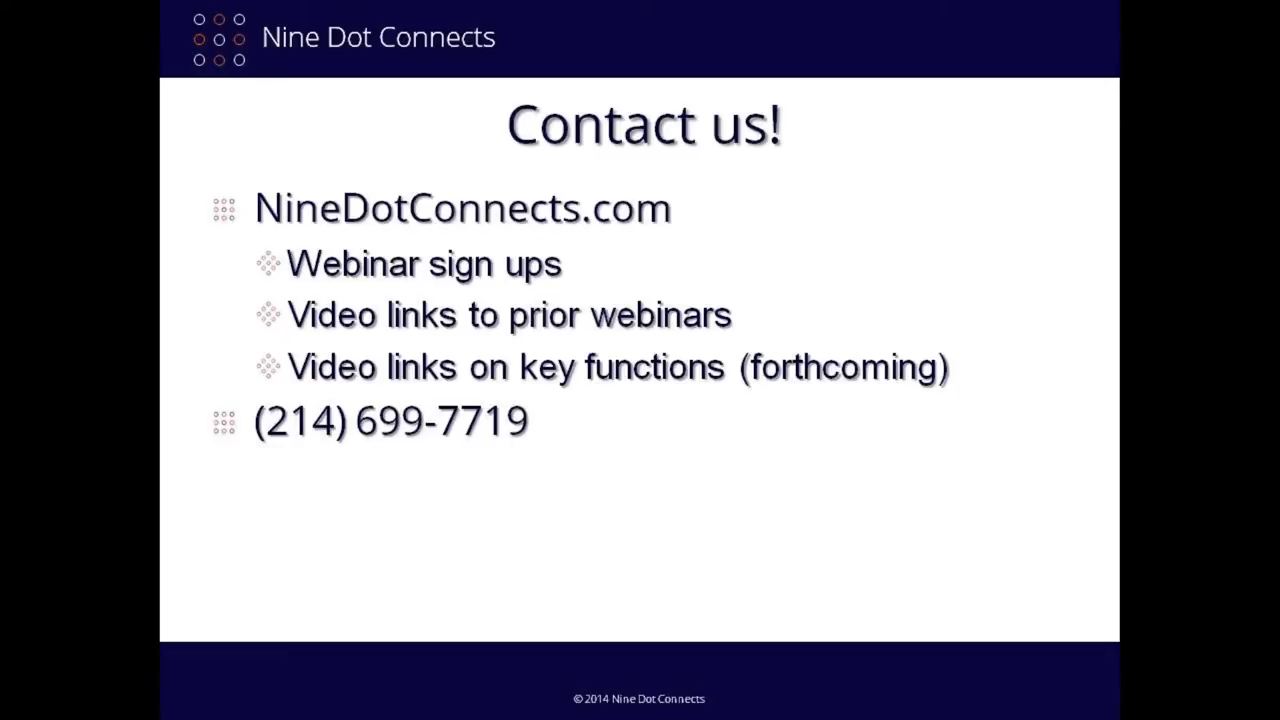 Nine Dot Connects
Contact us!
NineDotConnects.com
Webinar sign ups
Video links to prior webinars
Video links on key functions (forthcoming)
(214) 699-7719
© 2014 Nine Dot Connects